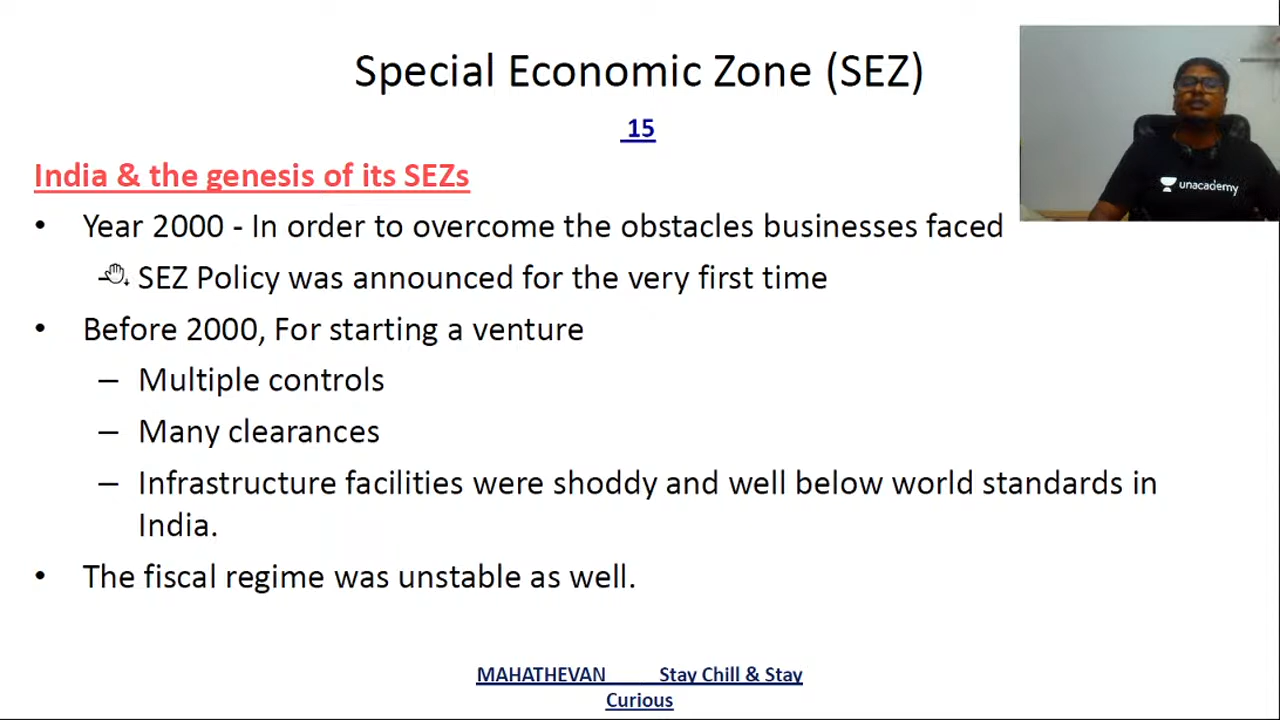 Special Economic Zone (SEZ)
15
unacademy
India & the genesis of its SEZs
• Year 2000 - In order to overcome the obstacles businesses faced
– SEZ Policy was announced for the very first time
• Before 2000, For starting a venture
– Multiple controls
– Many clearances
– Infrastructure facilities were shoddy and well below world standards in
India.
• The fiscal regime was unstable as well.
MAHATHEVAN Stay Chill & Stay
Curious